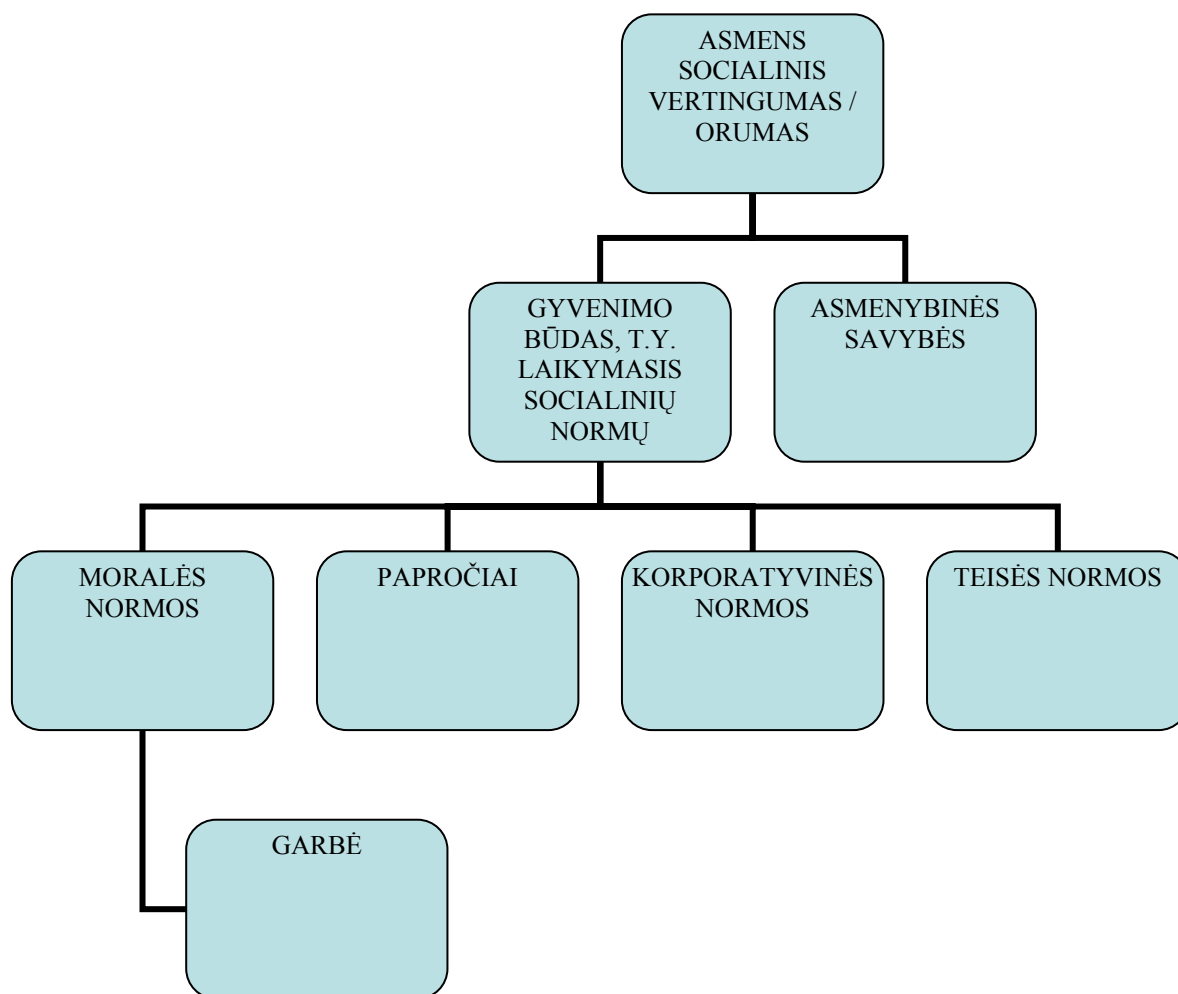 ASMENS
SOCIALINIS
VERTINGUMAS /
ORUMAS
GYVENIMO
BŪDAS, T.Y.
LAIKYMASIS
SOCIALINIŲ
NORMŲ
ASMENYBINĖS
SAVYBĖS
MORALĖS
NORMOS
PAPROČIAI
KORPORATYVINĖS
NORMOS
TEISĖS NORMOS
GARBĖ